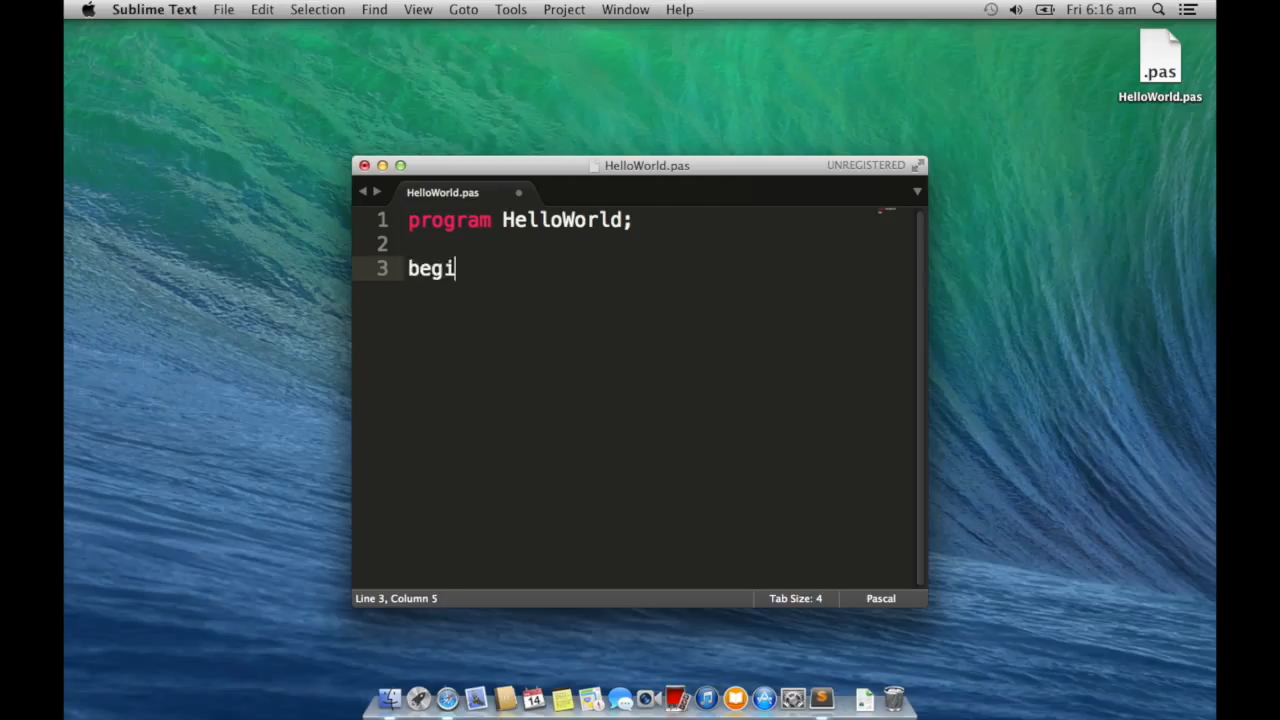 Sublime Text File Edit Selection Find View Goto Tools Project Window Help Fri 6:16 am
.pas
HelloWorld.pas
HelloWorld.pas UNREGISTERED
HelloWorld.pas
1 program HelloWorld;
2
3 begi
Line 3, Column 5 Tab Size: 4 Pascal
14